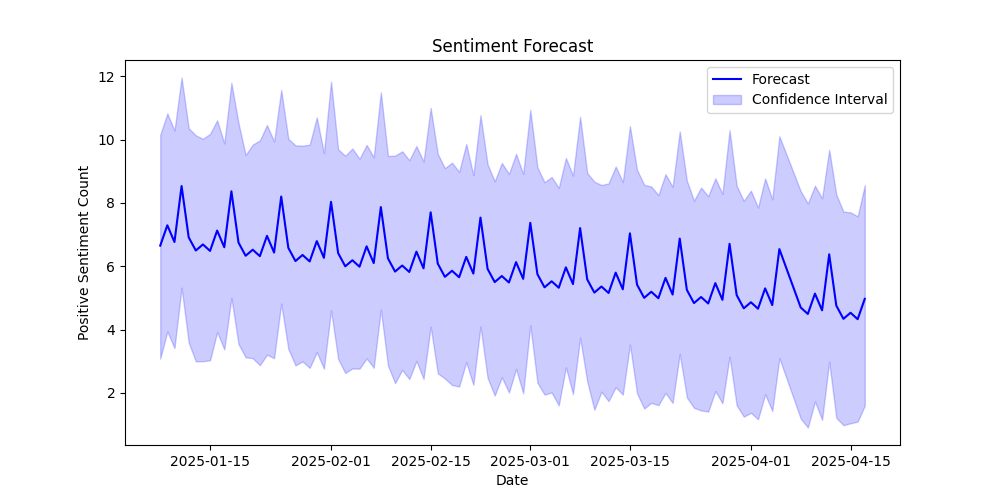 Sentiment Forecast
Forecast
Confidence Interval
Positive Sentiment Count
12
10
8
6
4
2
2025-01-15 2025-02-01 2025-02-15 2025-03-01 2025-03-15 2025-04-01 2025-04-15
Date